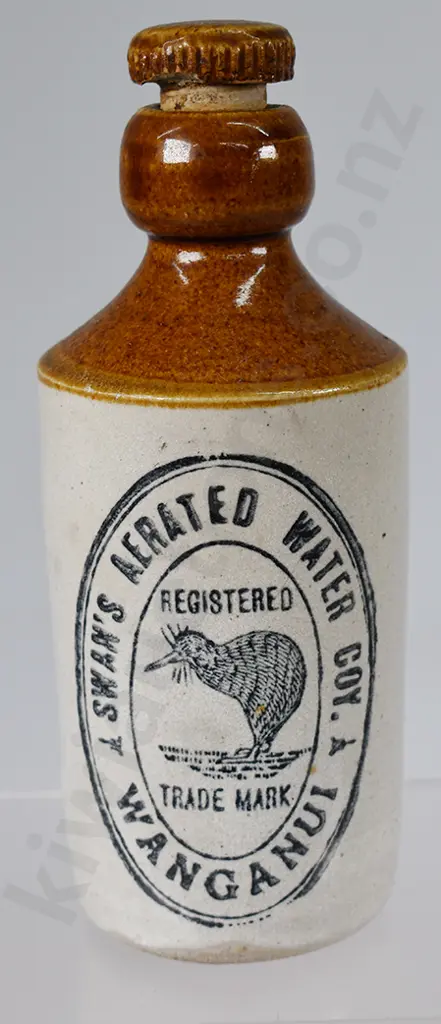 SWAN'S AERATED WATER COY.
REGISTERED
TRADE MARK
WANGANUI